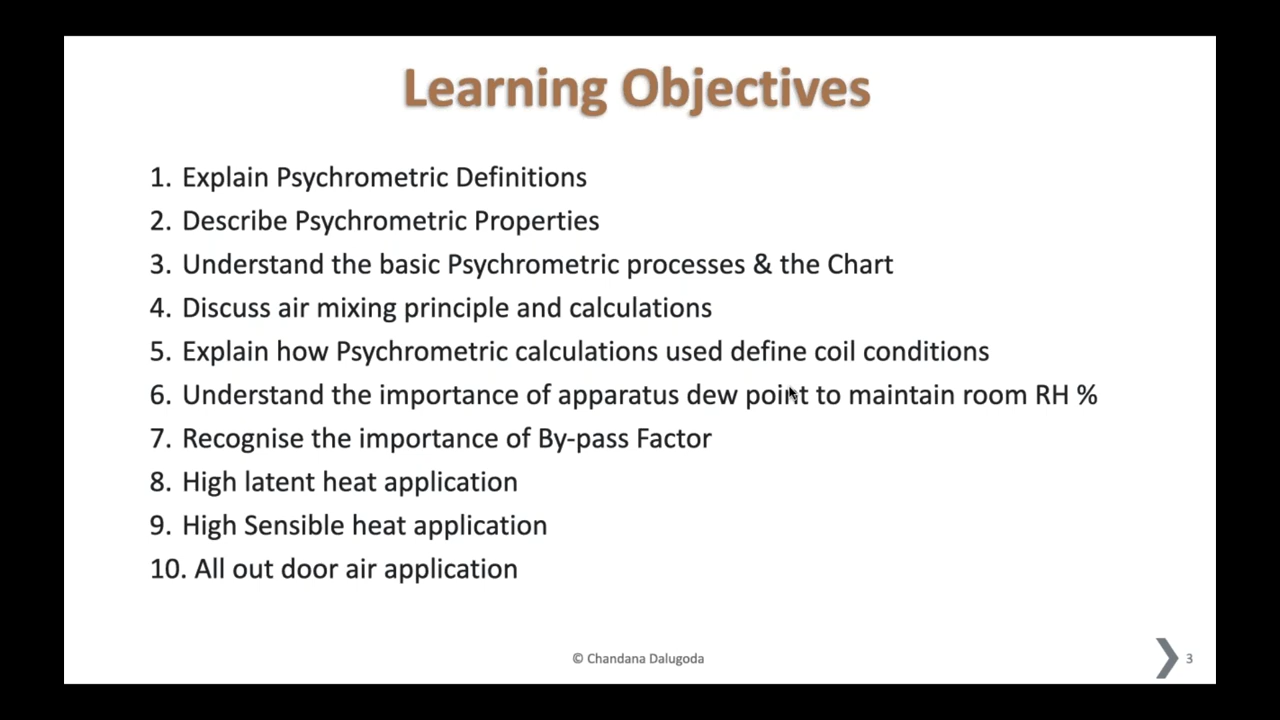 Learning Objectives
1. Explain Psychrometric Definitions
2. Describe Psychrometric Properties
3. Understand the basic Psychrometric processes & the Chart
4. Discuss air mixing principle and calculations
5. Explain how Psychrometric calculations used define coil conditions
6. Understand the importance of apparatus dew point to maintain room RH %
7. Recognise the importance of By-pass Factor
8. High latent heat application
9. High Sensible heat application
10. All out door air application
© Chandana Dalugoda
3